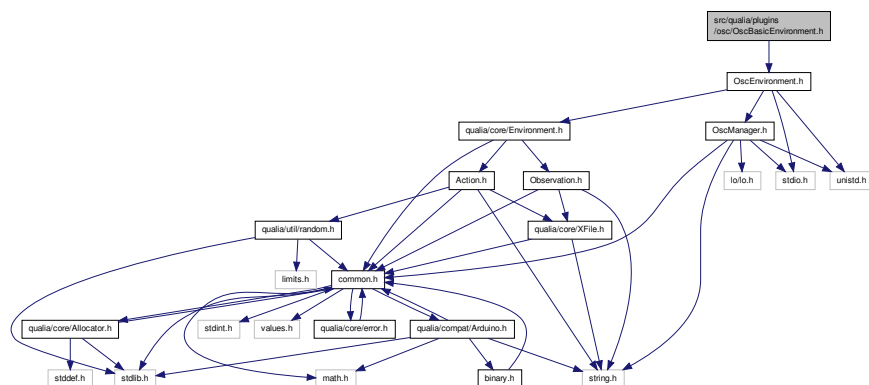 src/qualia/plugins
/osc/OscBasicEnvironment.h
OscEnvironment.h
qualia/core/Environment.h
OscManager.h
Action.h
Observation.h
lo/lo.h
stdio.h
unistd.h
qualia/util/random.h
qualia/core/XFile.h
limits.h
common.h
qualia/core/Allocator.h
stdint.h
values.h
qualia/core/error.h
qualia/compat/Arduino.h
stddef.h
stdlib.h
math.h
binary.h
string.h